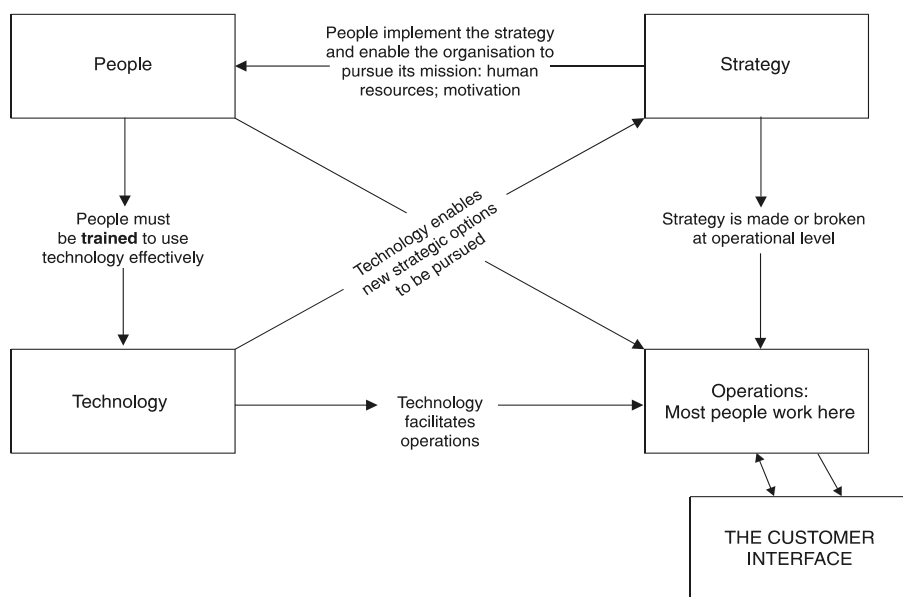 People
People implement the strategy
and enable the organisation to
pursue its mission: human
resources; motivation
Strategy
People must
be trained to use
technology effectively
Technology enables
new strategic options
to be pursued
Strategy is made or broken
at operational level
Technology
Technology
facilitates
operations
Operations:
Most people work here
THE CUSTOMER
INTERFACE